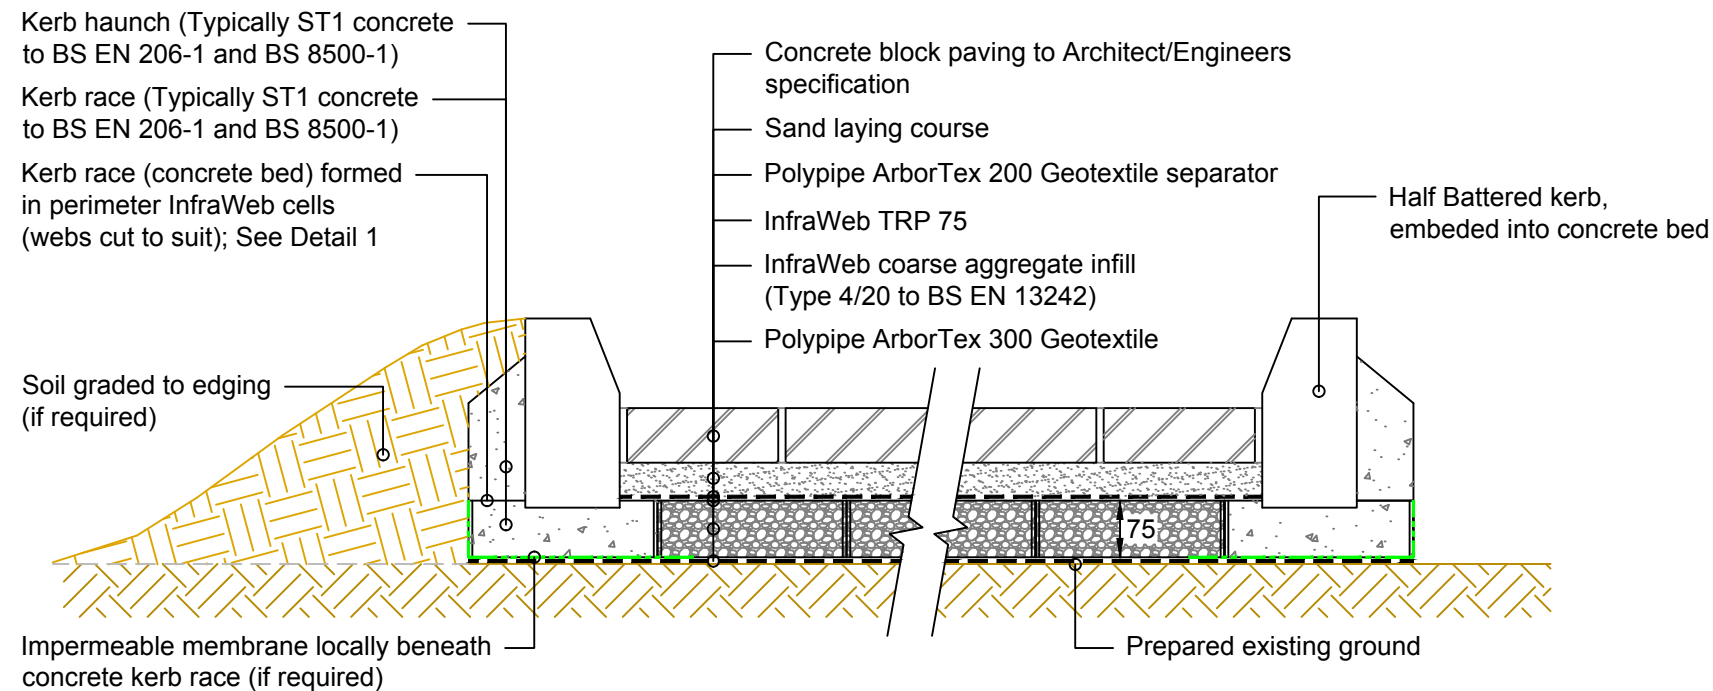 Kerb haunch (Typically ST1 concrete
to BS EN 206-1 and BS 8500-1)
Kerb race (Typically ST1 concrete
to BS EN 206-1 and BS 8500-1)
Kerb race (concrete bed) formed
in perimeter InfraWeb cells
(webs cut to suit); See Detail 1
Soil graded to edging
(if required)
Impermeable membrane locally beneath
concrete kerb race (if required)
Concrete block paving to Architect/Engineers
specification
Sand laying course
Polypipe ArborTex 200 Geotextile separator
InfraWeb TRP 75
InfraWeb coarse aggregate infill
(Type 4/20 to BS EN 13242)
Polypipe ArborTex 300 Geotextile
75
Half Battered kerb,
embeded into concrete bed
Prepared existing ground